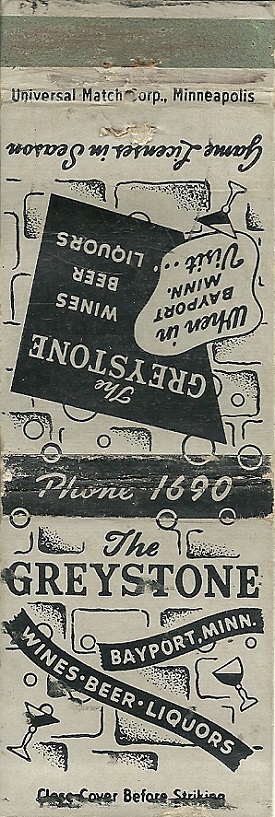 Universal Match Corp., Minneapolis
Game Licenses in Season
When in
BAYPORT
MINN.
Visit...
The
GREYSTONE
WINES
BEER
LIQUORS
Phone 1690
The
GREYSTONE
BAYPORT, MINN.
WINES·BEER·LIQUORS
Close Cover Before Striking